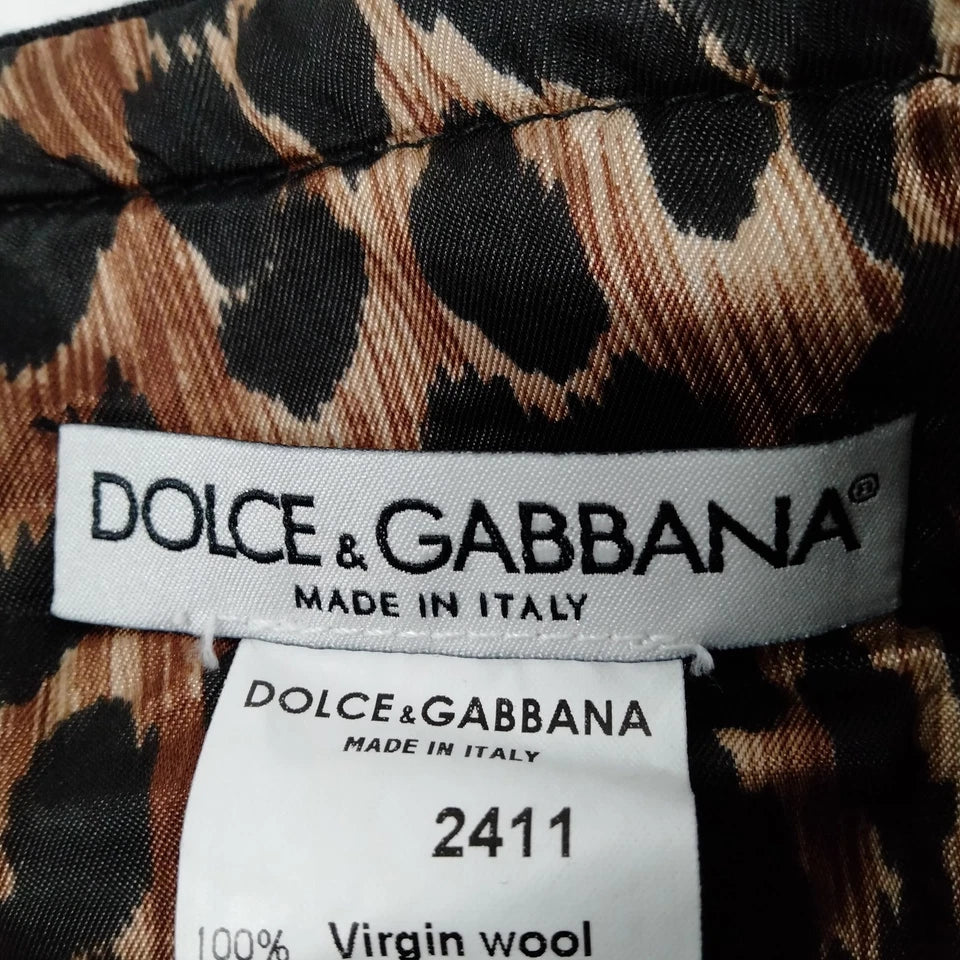 DOLCE & GABBANA®
MADE IN ITALY
DOLCE & GABBANA
MADE IN ITALY
2411
100% Virgin wool